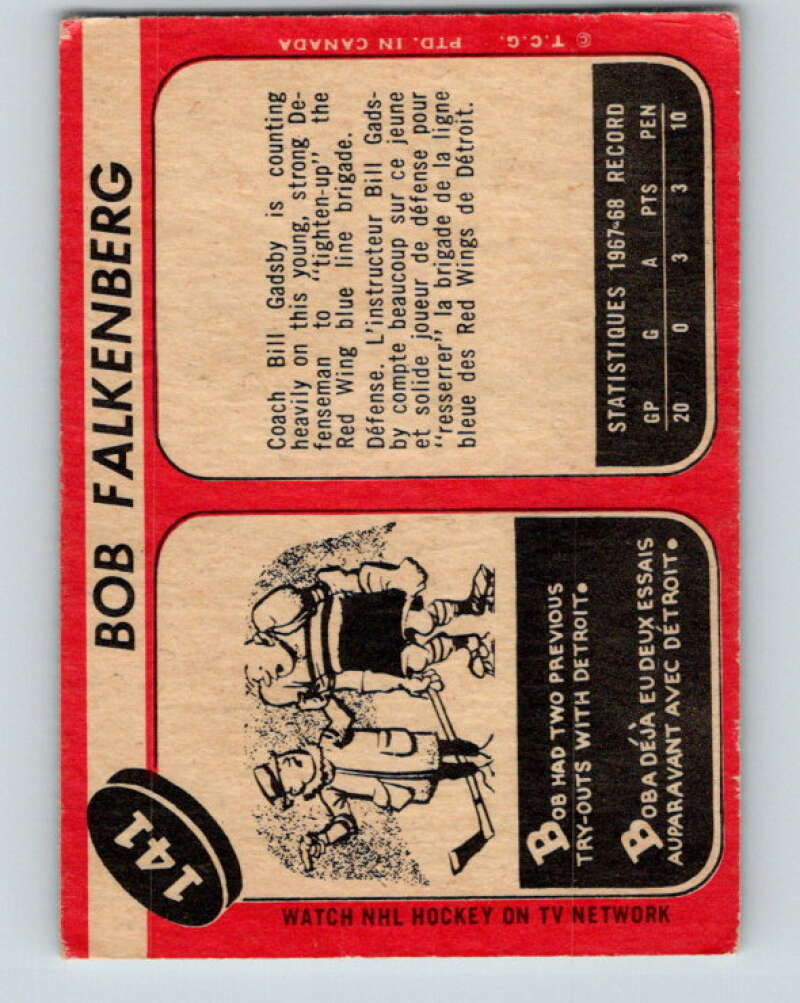 141
BOB FALKENBERG
Coach Bill Gadsby is counting
heavily on this young, strong De-
fenseman to "tighten-up" the
Red Wing blue line brigade.
Défense. L'instructeur Bill Gads-
by compte beaucoup sur ce jeune
et solide joueur de défense pour
"resserrer" la brigade de la ligne
bleue des Red Wings de Détroit.
STATISTIQUES 1967-68 RECORD
GP G A PTS PEN
20 0 3 3 10
BOB HAD TWO PREVIOUS
TRY-OUTS WITH DETROIT.
BOB A DÉJÀ EU DEUX ESSAIS
AUPARAVANT AVEC DÉTROIT.
WATCH NHL HOCKEY ON TV NETWORK
© T.C.G. PTD. IN CANADA